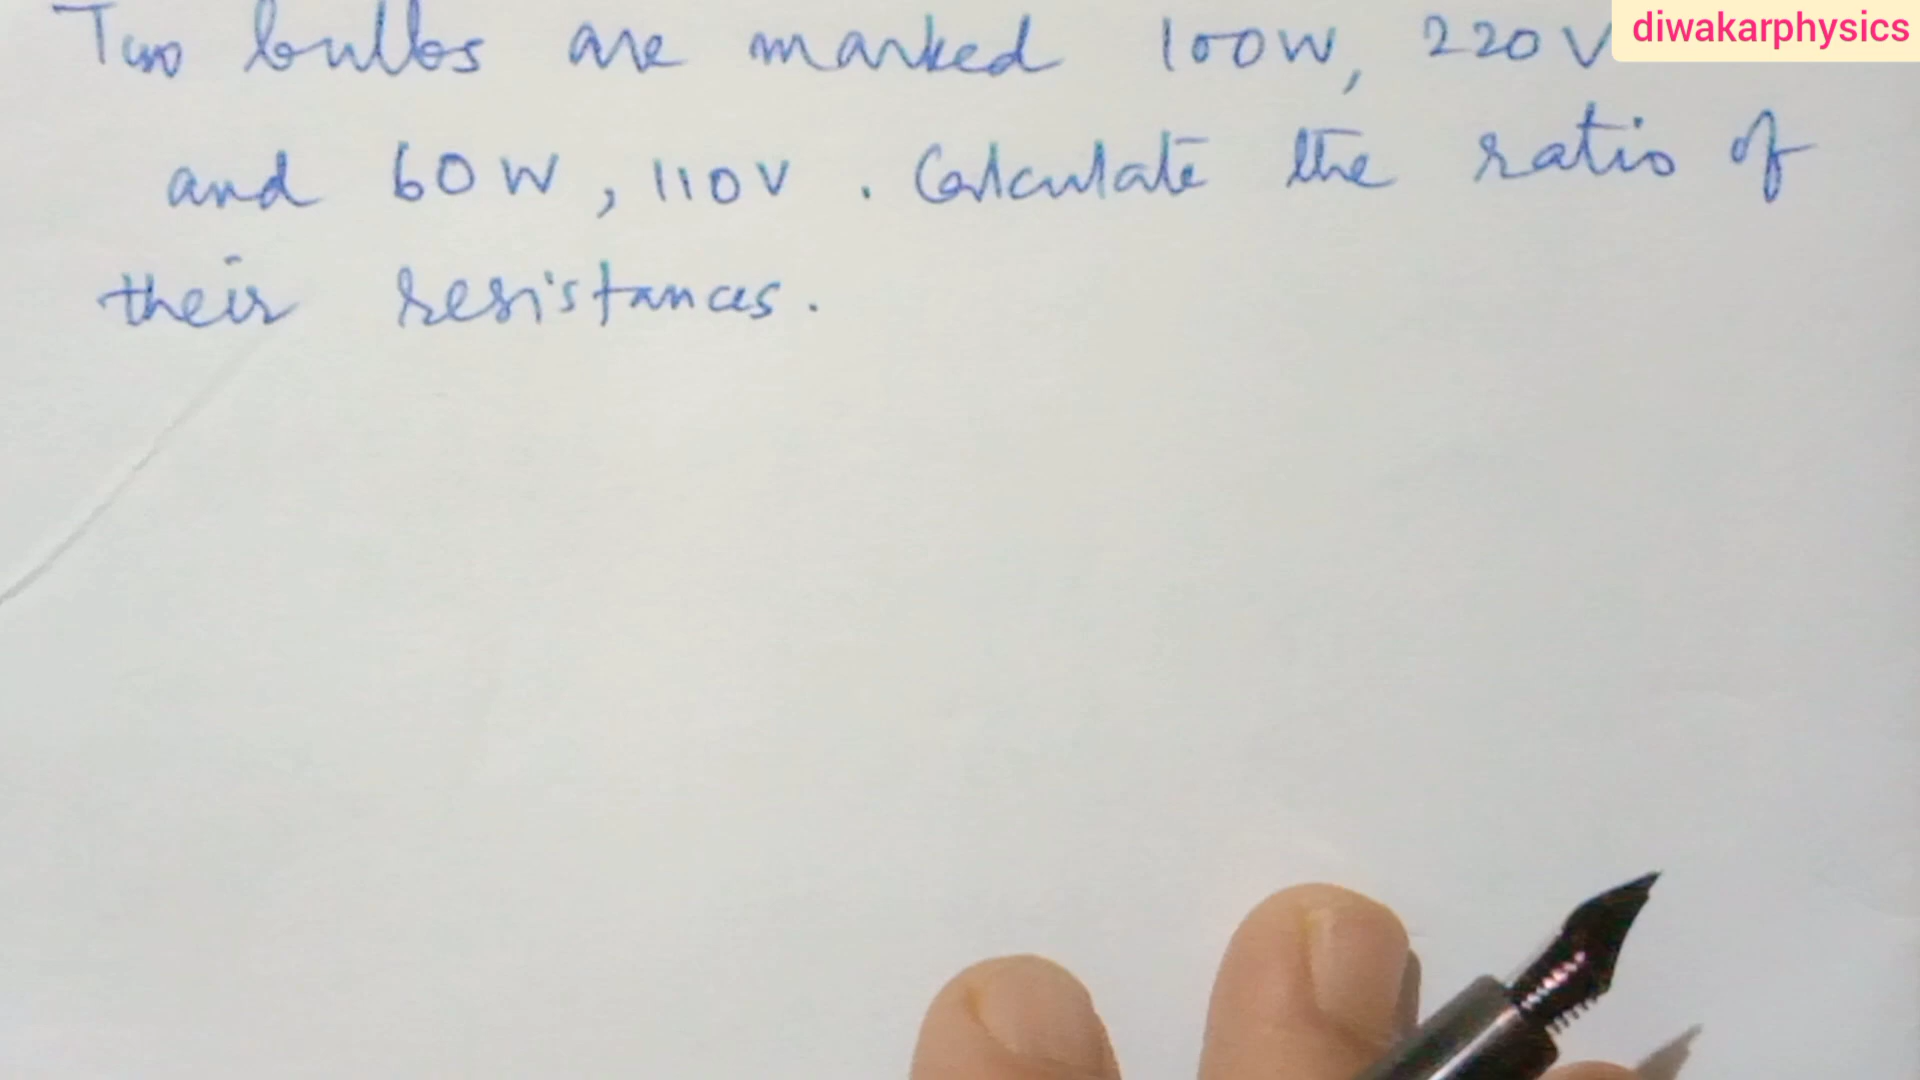 Two bulbs are marked 100W, 220V
diwakarphysics
and 60W, 110V. Calculate the ratio of
their resistances.